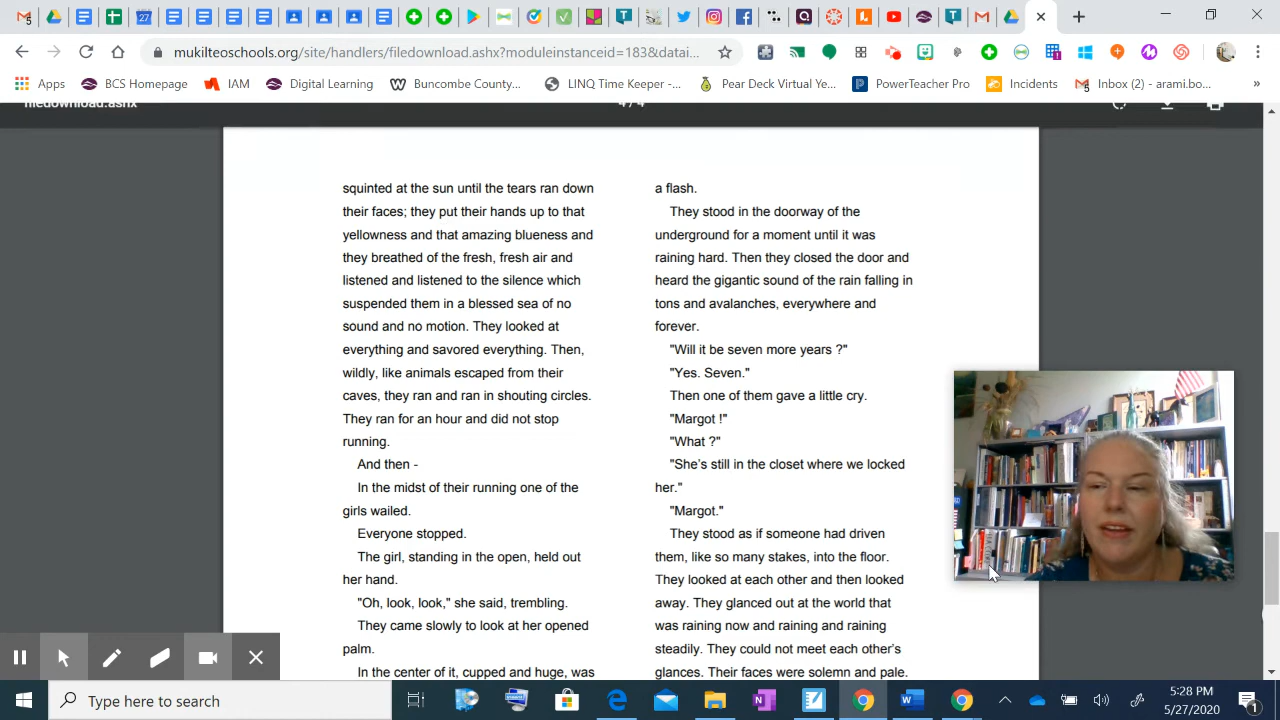 27
mukilteoschools.org/site/handlers/filedownload.ashx?moduleinstanceid=183&datai...
Apps
BCS Homepage
IAM
Digital Learning
Buncombe County...
LINQ Time Keeper -...
Pear Deck Virtual Ye...
PowerTeacher Pro
Incidents
Inbox (2) - arami.bo...
»
filedownload.ashx
4 / 4
squinted at the sun until the tears ran down
their faces; they put their hands up to that
yellowness and that amazing blueness and
they breathed of the fresh, fresh air and
listened and listened to the silence which
suspended them in a blessed sea of no
sound and no motion. They looked at
everything and savored everything. Then,
wildly, like animals escaped from their
caves, they ran and ran in shouting circles.
They ran for an hour and did not stop
running.
And then -
In the midst of their running one of the
girls wailed.
Everyone stopped.
The girl, standing in the open, held out
her hand.
"Oh, look, look," she said, trembling.
They came slowly to look at her opened
palm.
In the center of it, cupped and huge, was
a flash.
They stood in the doorway of the
underground for a moment until it was
raining hard. Then they closed the door and
heard the gigantic sound of the rain falling in
tons and avalanches, everywhere and
forever.
"Will it be seven more years ?"
"Yes. Seven."
Then one of them gave a little cry.
"Margot !"
"What ?"
"She's still in the closet where we locked
her."
"Margot."
They stood as if someone had driven
them, like so many stakes, into the floor.
They looked at each other and then looked
away. They glanced out at the world that
was raining now and raining and raining
steadily. They could not meet each other's
glances. Their faces were solemn and pale.
Type here to search
5:28 PM
5/27/2020